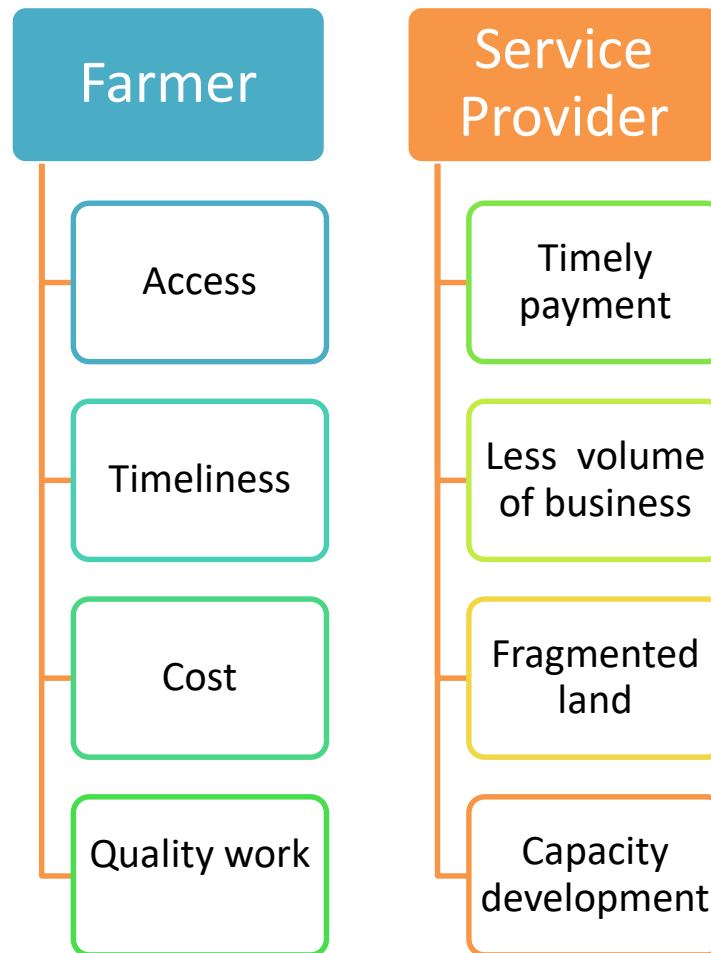 Farmer
Access
Timeliness
Cost
Quality work
Service
Provider
Timely
payment
Less  volume
of business
Fragmented
land
Capacity
development